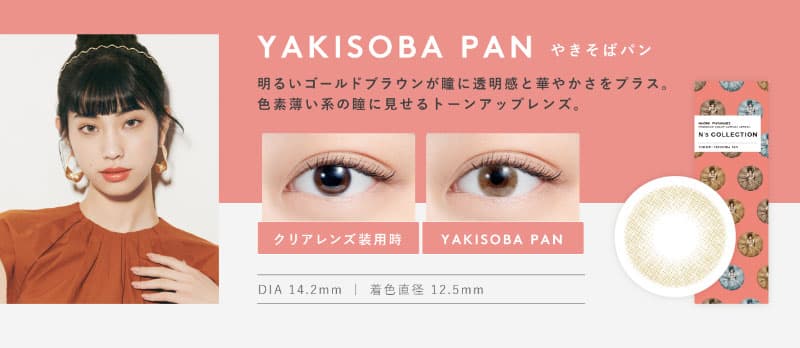 YAKISOBA PAN やきそばパン
明るいゴールドブラウンが瞳に透明感と華やかさをプラス。
色素薄い系の瞳に見せるトーンアップレンズ。
クリアレンズ装用時
YAKISOBA PAN
DIA 14.2mm ｜ 着色直径 12.5mm
N's COLLECTION